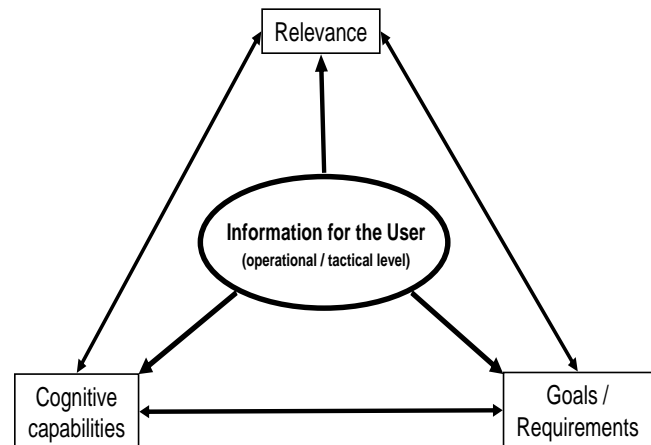 Relevance
Information for the User
(operational / tactical level)
Cognitive
capabilities
Goals /
Requirements